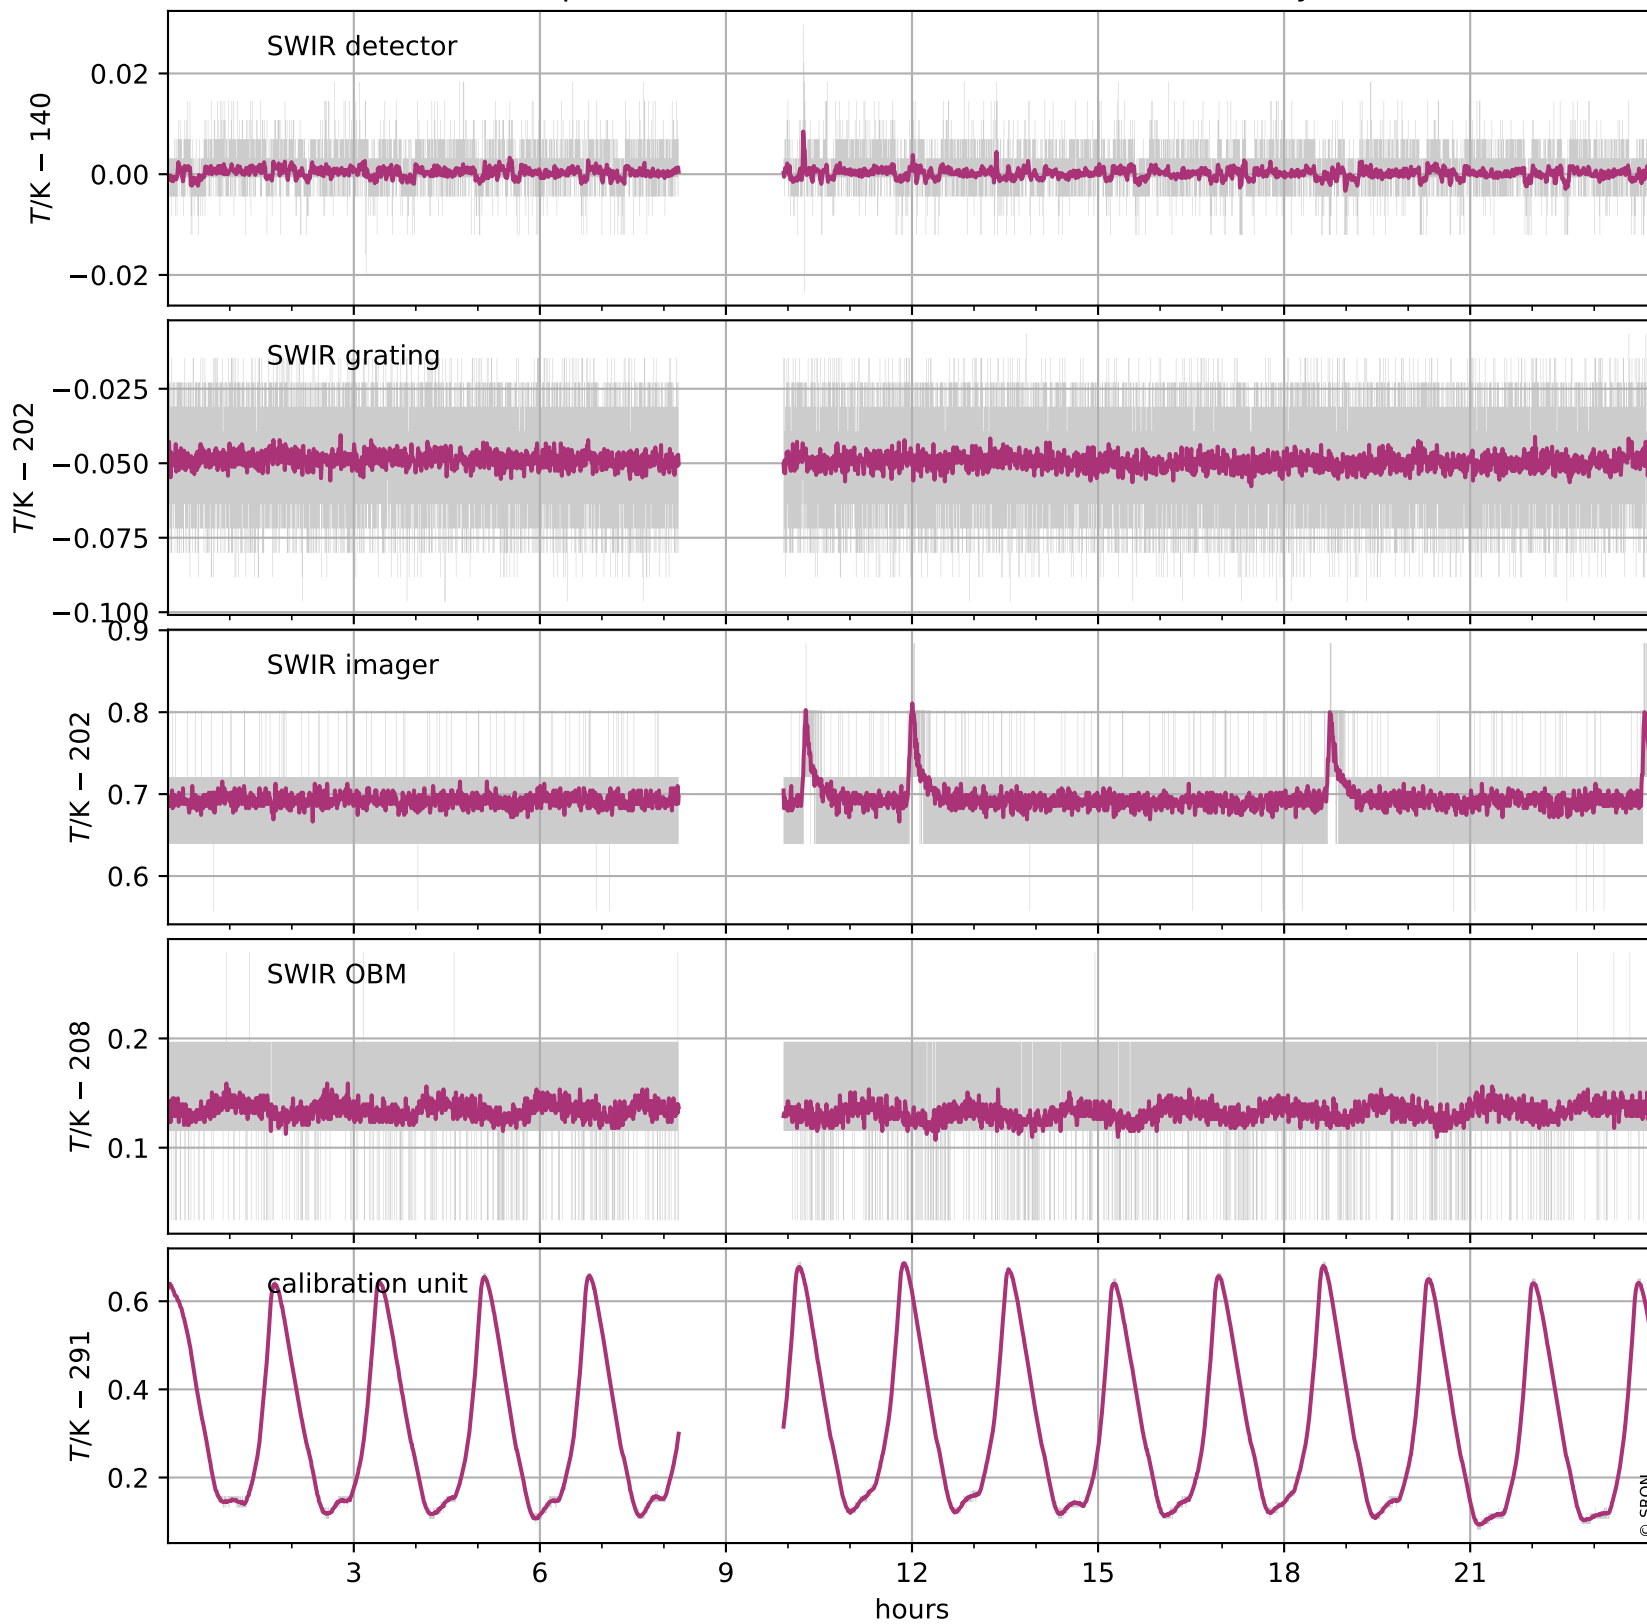 SWIR detector
0.02
0.00
−0.02
T/K − 140
SWIR grating
−0.025
−0.050
−0.075
−0.100
T/K − 202
SWIR imager
0.9
0.8
0.7
0.6
T/K − 202
SWIR OBM
0.2
0.1
T/K − 208
calibration unit
0.6
0.4
0.2
T/K − 291
3 6 9 12 15 18 21
hours
© SRON